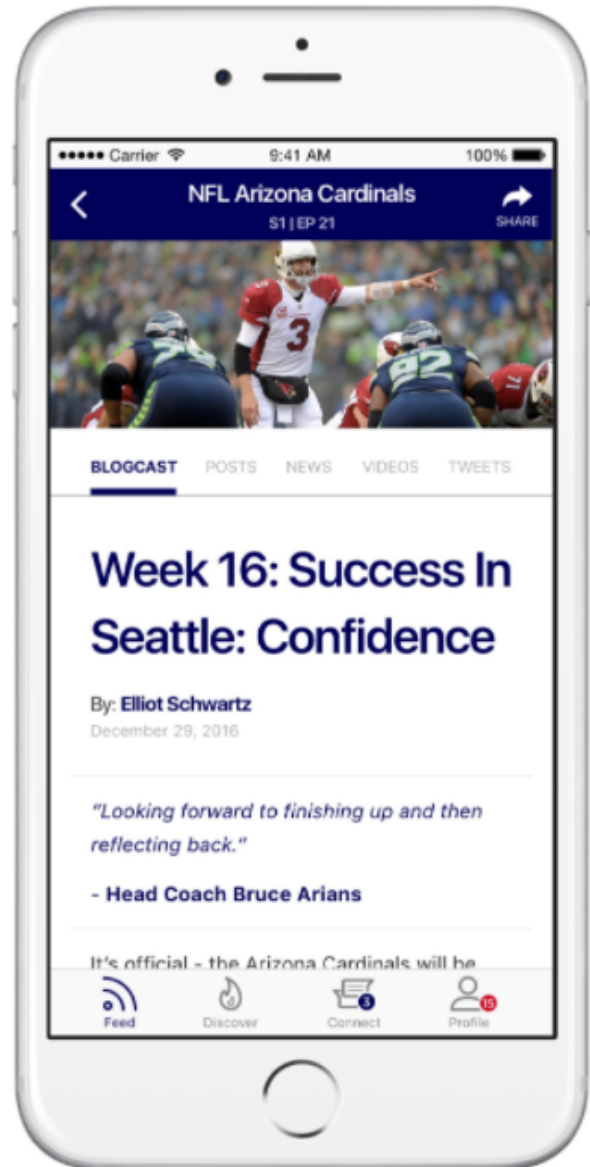 Carrier 9:41 AM 100%
NFL Arizona Cardinals
S1 | EP 21
SHARE
3
92
71
BLOGCAST POSTS NEWS VIDEOS TWEETS
Week 16: Success In
Seattle: Confidence
By: Elliot Schwartz
December 29, 2016
“Looking forward to finishing up and then
reflecting back.”
- Head Coach Bruce Arians
It's official - the Arizona Cardinals will be
3 15
Feed Discover Connect Profile